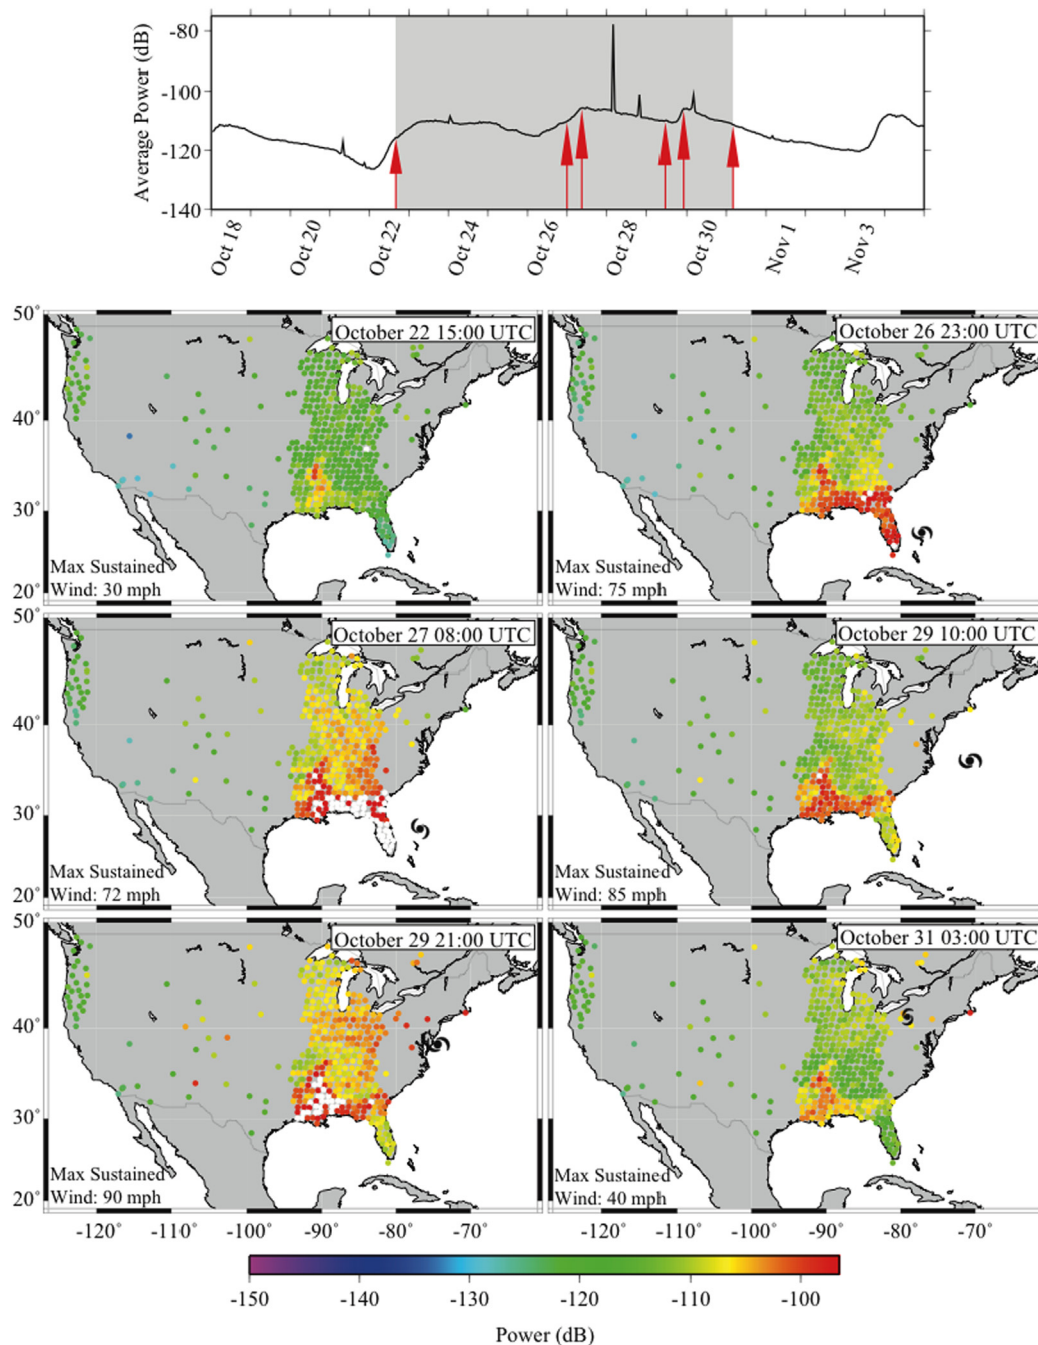 Average Power (dB)
-80
-100
-120
-140
Oct 18
Oct 20
Oct 22
Oct 24
Oct 26
Oct 28
Oct 30
Nov 1
Nov 3
50°
October 22 15:00 UTC
October 26 23:00 UTC
40°
30°
Max Sustained
Wind: 30 mph
Max Sustained
Wind: 75 mph
20°
50°
October 27 08:00 UTC
October 29 10:00 UTC
40°
30°
Max Sustained
Wind: 72 mph
Max Sustained
Wind: 85 mph
20°
50°
October 29 21:00 UTC
October 31 03:00 UTC
40°
30°
Max Sustained
Wind: 90 mph
Max Sustained
Wind: 40 mph
20°
-120 -110 -100 -90 -80 -70 -120 -110 -100 -90 -80 -70
-150 -140 -130 -120 -110 -100
Power (dB)